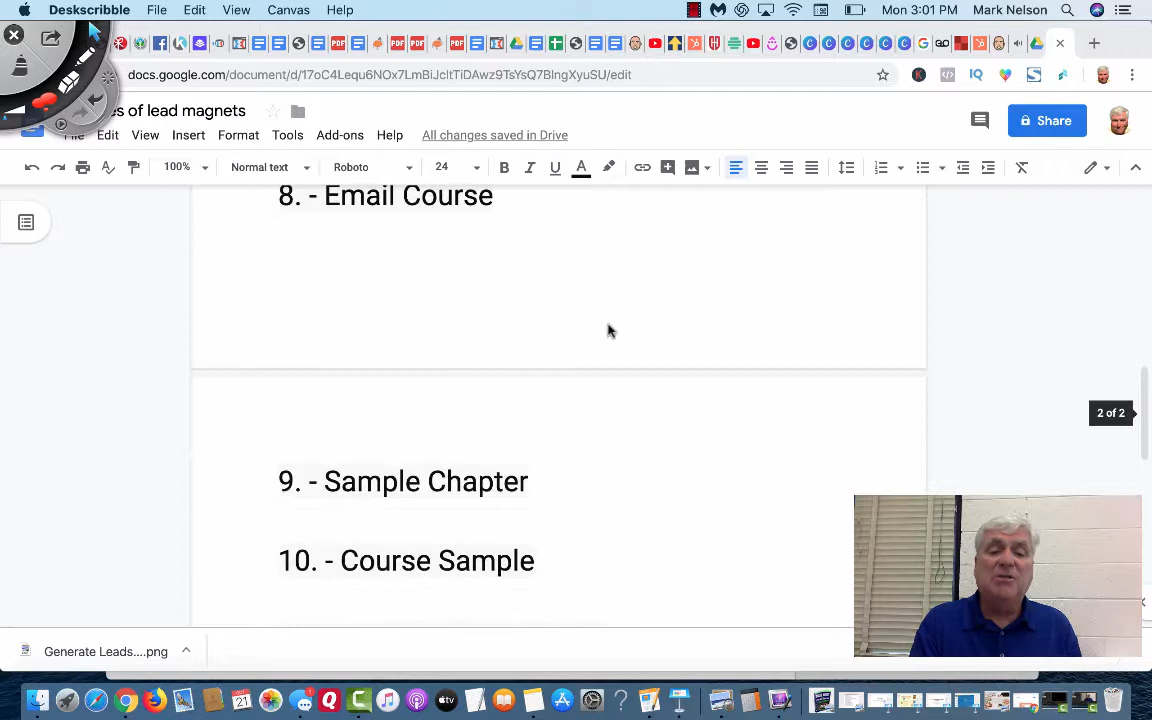 Deskscribble File Edit View Canvas Help Mon 3:01 PM Mark Nelson
docs.google.com/document/d/17oC4Lequ6NOx7LmBiJcltTiDAwz9TsYsQ7BlngXyuSU/edit
es of lead magnets
Edit View Insert Format Tools Add-ons Help All changes saved in Drive
Share
100% Normal text Roboto 24
8. - Email Course
2 of 2
9. - Sample Chapter
10. - Course Sample
Generate Leads....png